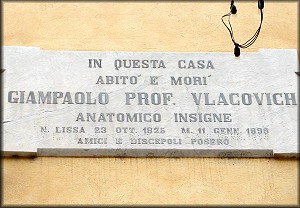 IN QUESTA CASA
ABITO' E MORI'
GIAMPAOLO PROF. VLACOVICH
ANATOMICO INSIGNE
N. LISSA 23 OTT. 1825 M. 11 GENN. 1899
AMICI E DISCEPOLI POSERO